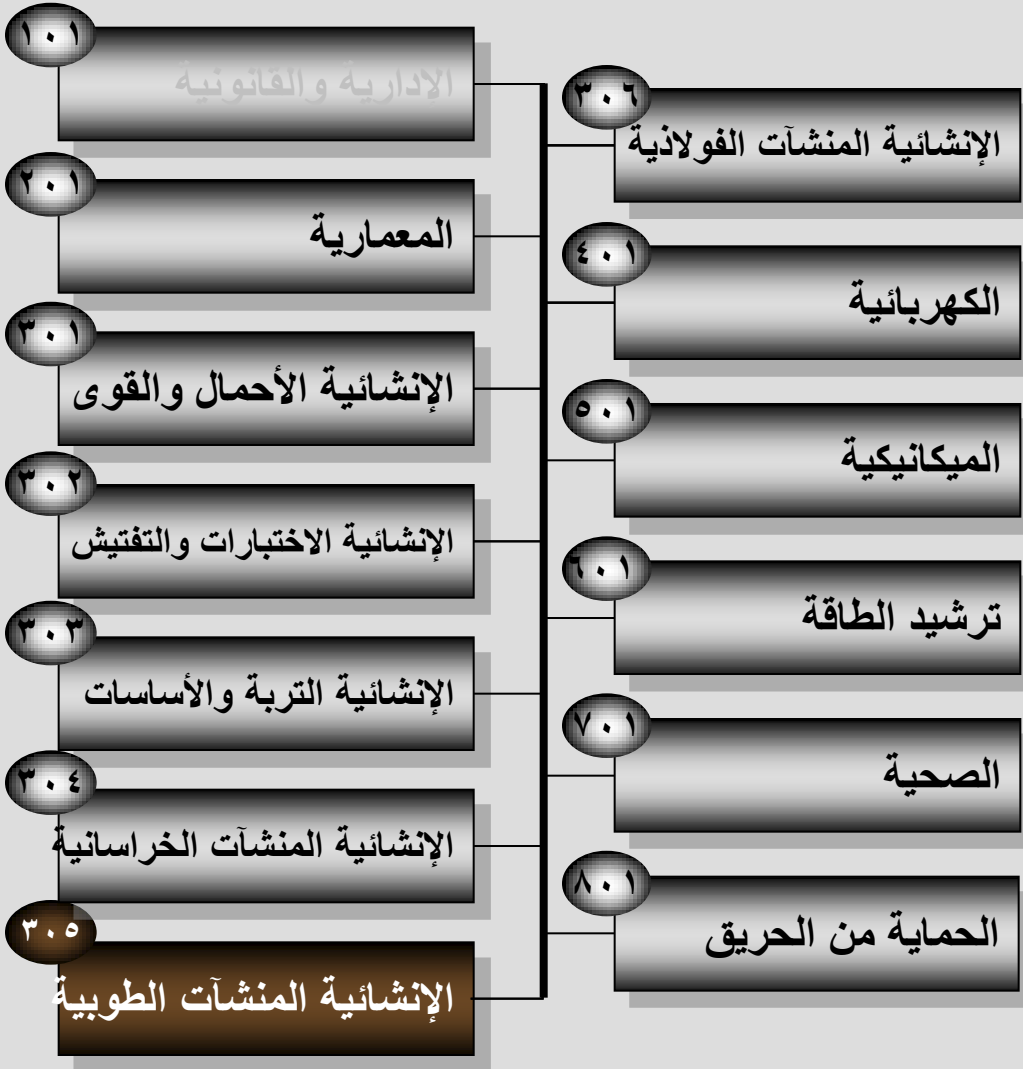 ١٠١
الادارية والقانونية
٢٠١
المعمارية
٣٠١
الإنشائية الأحمال والقوى
٣٠٢
الإنشائية الاختبارات والتفتيش
٣٠٣
الإنشائية التربة والأساسات
٣٠٤
الإنشائية المنشآت الخراسانية
٣٠٥
الإنشائية المنشآت الطوبية
٣٠٦
الإنشائية المنشآت الفولاذية
٤٠١
الكهربائية
٥٠١
الميكانيكية
٦٠١
ترشيد الطاقة
٧٠١
الصحية
٨٠١
الحماية من الحريق